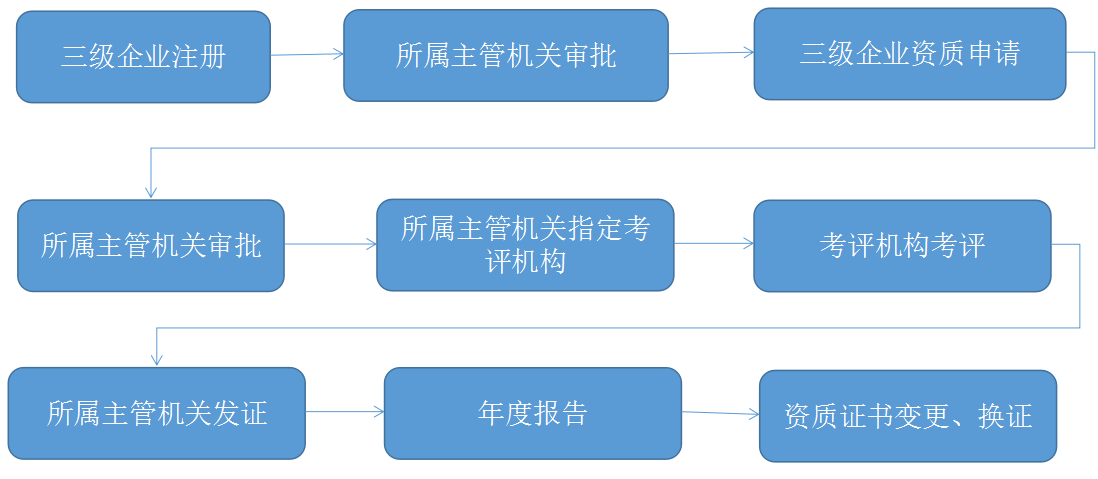 三级企业注册
所属主管机关审批
三级企业资质申请
所属主管机关审批
所属主管机关指定考
评机构
考评机构考评
所属主管机关发证
年度报告
资质证书变更、换证